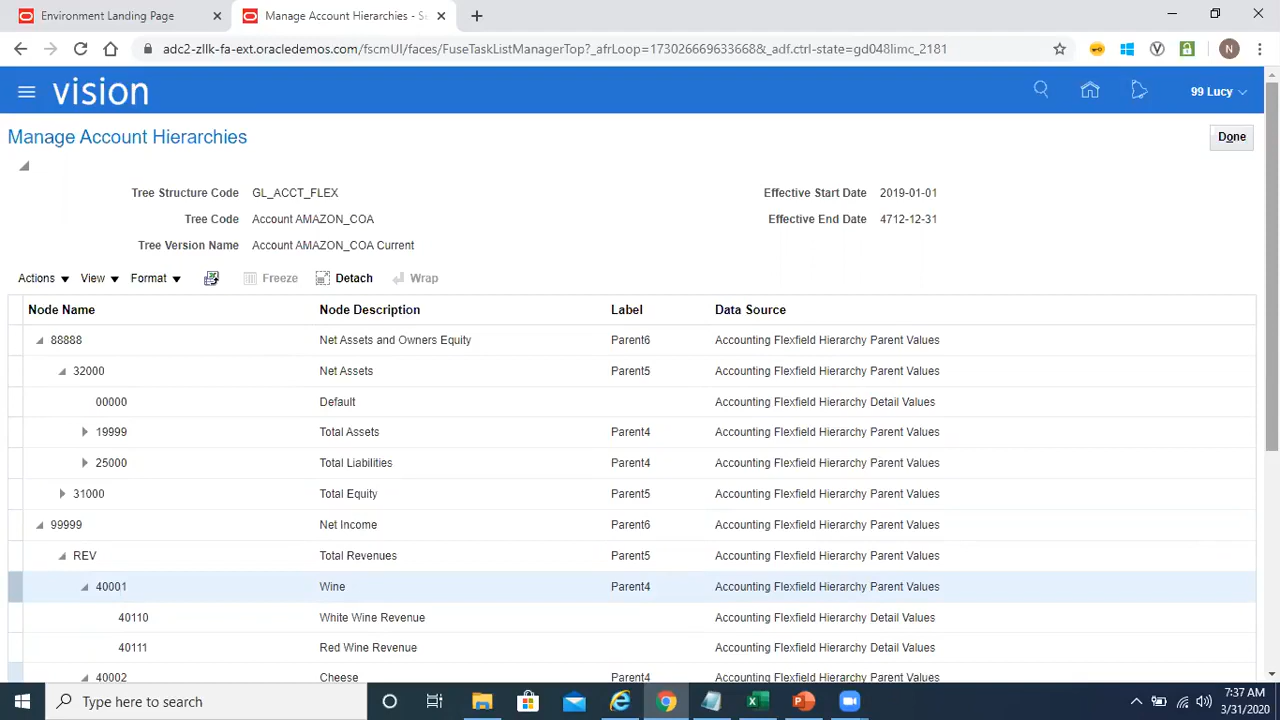 Environment Landing Page
Manage Account Hierarchies - Se
adc2-zllk-fa-ext.oracledemos.com/fscmUI/faces/FuseTaskListManagerTop?_afrLoop=173026669633668&_adf.ctrl-state=gd048limc_2181
N
vision
99 Lucy
Manage Account Hierarchies
Done
Tree Structure Code GL_ACCT_FLEX Effective Start Date 2019-01-01
Tree Code Account AMAZON_COA Effective End Date 4712-12-31
Tree Version Name Account AMAZON_COA Current
Actions View Format Freeze Detach Wrap
Node Name Node Description Label Data Source
88888 Net Assets and Owners Equity Parent6 Accounting Flexfield Hierarchy Parent Values
32000 Net Assets Parent5 Accounting Flexfield Hierarchy Parent Values
00000 Default Accounting Flexfield Hierarchy Detail Values
19999 Total Assets Parent4 Accounting Flexfield Hierarchy Parent Values
25000 Total Liabilities Parent4 Accounting Flexfield Hierarchy Parent Values
31000 Total Equity Parent5 Accounting Flexfield Hierarchy Parent Values
99999 Net Income Parent6 Accounting Flexfield Hierarchy Parent Values
REV Total Revenues Parent5 Accounting Flexfield Hierarchy Parent Values
40001 Wine Parent4 Accounting Flexfield Hierarchy Parent Values
40110 White Wine Revenue Accounting Flexfield Hierarchy Detail Values
40111 Red Wine Revenue Accounting Flexfield Hierarchy Detail Values
40002 Cheese Parent4 Accounting Flexfield Hierarchy Parent Values
Type here to search
7:37 AM
3/31/2020